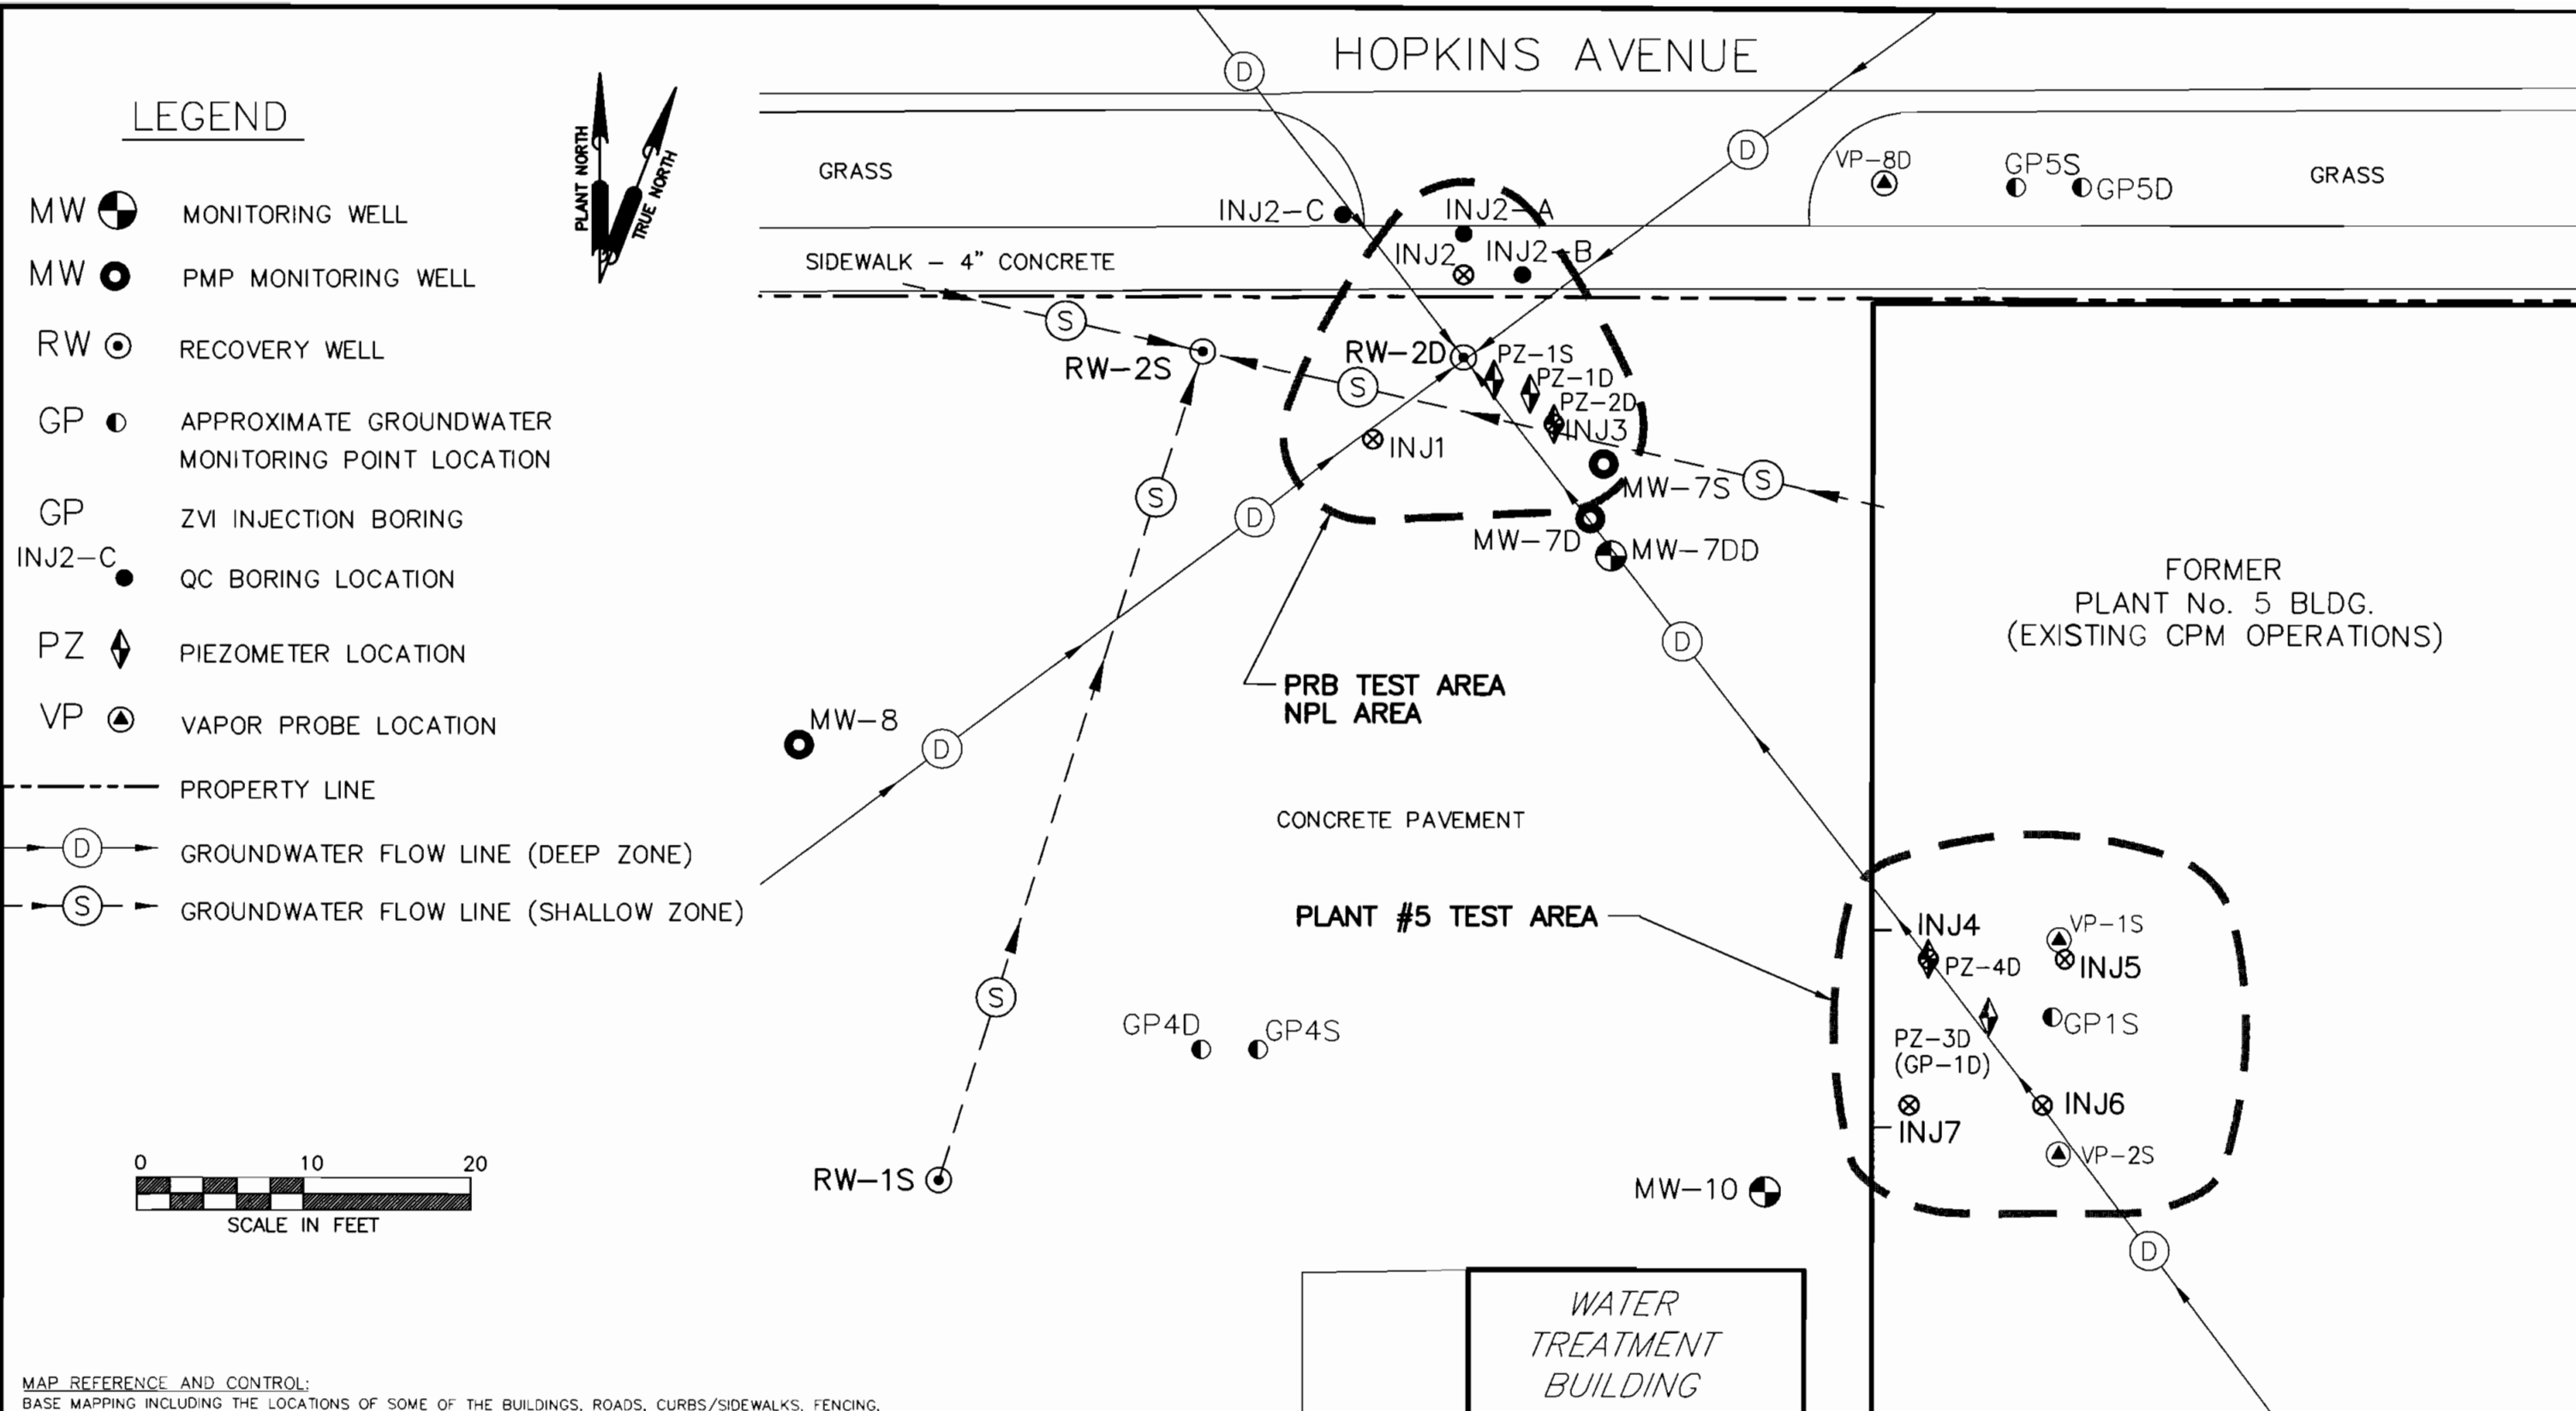 HOPKINS AVENUE
LEGEND
PLANT NORTH
TRUE NORTH
MW
MONITORING WELL
MW
PMP MONITORING WELL
RW
RECOVERY WELL
GP
APPROXIMATE GROUNDWATER
MONITORING POINT LOCATION
GP
ZVI INJECTION BORING
INJ2-C
QC BORING LOCATION
PZ
PIEZOMETER LOCATION
VP
VAPOR PROBE LOCATION
PROPERTY LINE
D
GROUNDWATER FLOW LINE (DEEP ZONE)
S
GROUNDWATER FLOW LINE (SHALLOW ZONE)
0 10 20
SCALE IN FEET
MAP REFERENCE AND CONTROL:
BASE MAPPING INCLUDING THE LOCATIONS OF SOME OF THE BUILDINGS, ROADS, CURBS/SIDEWALKS, FENCING,
D
D
GRASS
VP-8D
GP5S
GP5D
GRASS
INJ2-C
INJ2-A
INJ2
INJ2-B
SIDEWALK - 4" CONCRETE
S
RW-2S
RW-2D
PZ-1S
PZ-1D
PZ-2D
INJ3
S
INJ1
MW-7S
S
S
D
MW-7D
MW-7DD
FORMER
PLANT No. 5 BLDG.
(EXISTING CPM OPERATIONS)
D
PRB TEST AREA
NPL AREA
MW-8
D
CONCRETE PAVEMENT
PLANT #5 TEST AREA
INJ4
VP-1S
PZ-4D
INJ5
S
GP4D
GP4S
GP1S
PZ-3D
(GP-1D)
INJ6
INJ7
VP-2S
RW-1S
MW-10
D
WATER
TREATMENT
BUILDING